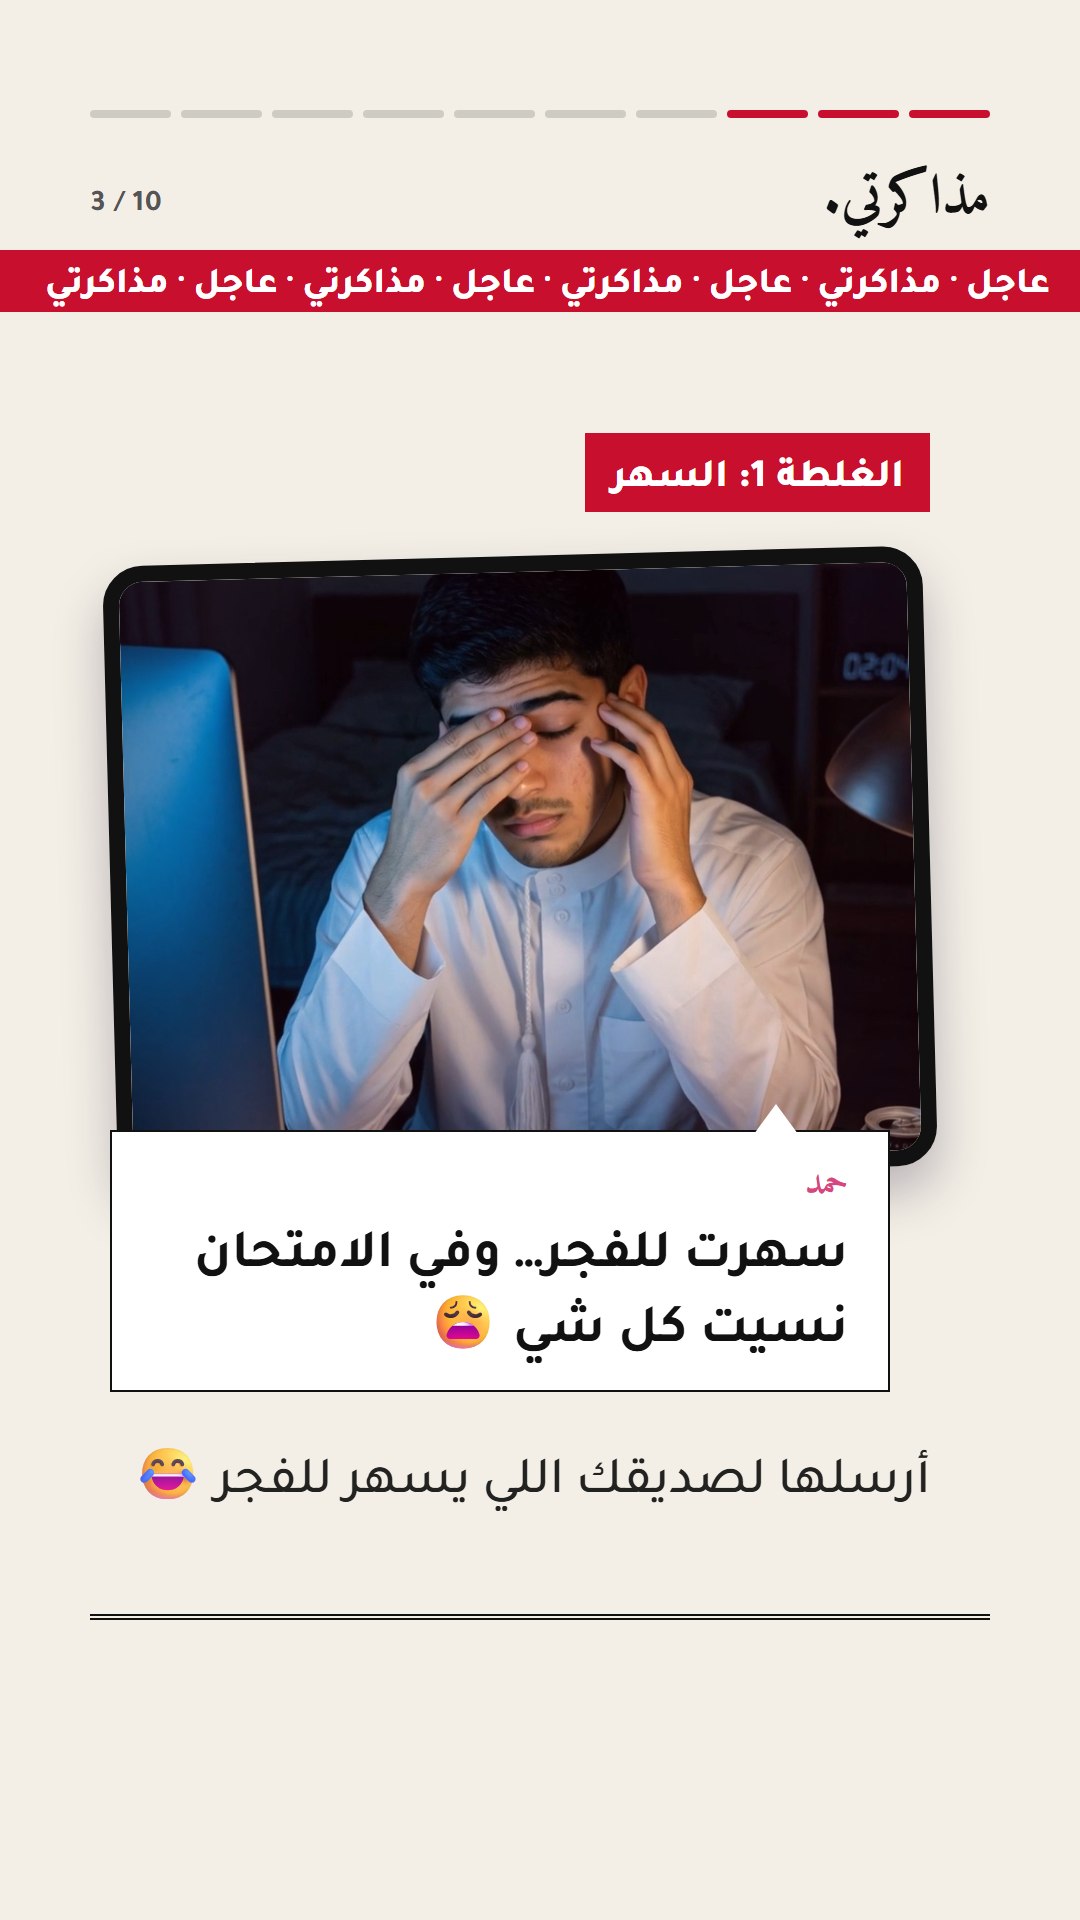 مذاكرتي.
3 / 10
عاجل · مذاكرتي · عاجل · مذاكرتي · عاجل · مذاكرتي · عاجل · مذاكرتي
الغلطة 1: السهر
02:04
حمد
سهرت للفجر… وفي الامتحان
نسيت كل شي 😩
أرسلها لصديقك اللي يسهر للفجر 😂